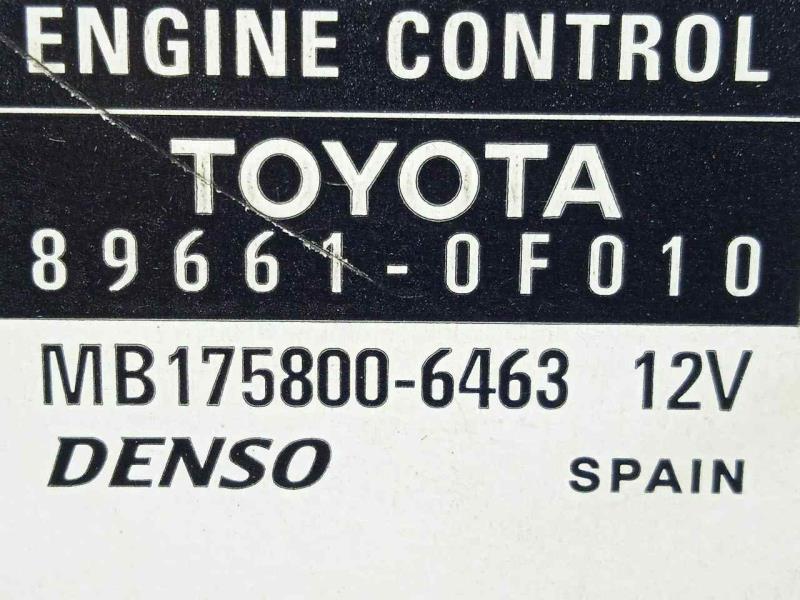 ENGINE CONTROL
TOYOTA
89661-0F010
MB175800-6463 12V
DENSO SPAIN